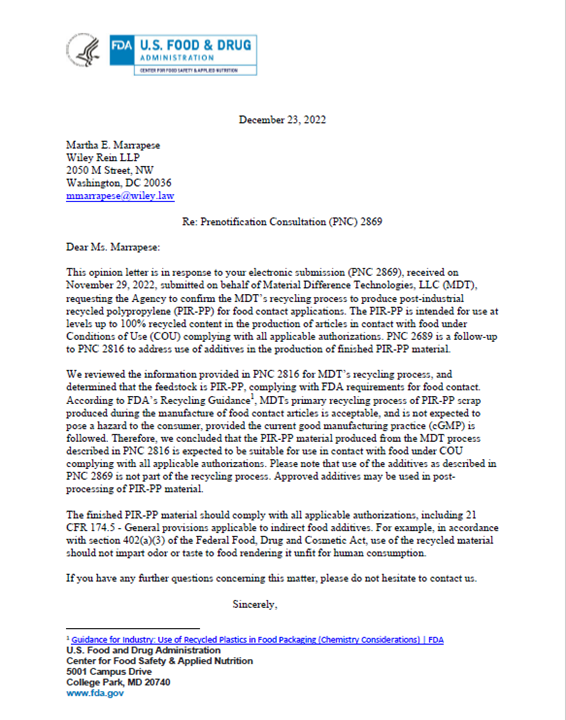 FDA U.S. FOOD & DRUG
ADMINISTRATION
CENTER FOR FOOD SAFETY & APPLIED NUTRITION
December 23, 2022
Martha E. Marrapese
Wiley Rein LLP
2050 M Street, NW
Washington, DC 20036
mmarrapese@wiley.law
Re: Prenotification Consultation (PNC) 2869
Dear Ms. Marrapese:
This opinion letter is in response to your electronic submission (PNC 2869), received on
November 29, 2022, submitted on behalf of Material Difference Technologies, LLC (MDT),
requesting the Agency to confirm the MDT's recycling process to produce post-industrial
recycled polypropylene (PIR-PP) for food contact applications. The PIR-PP is intended for use at
levels up to 100% recycled content in the production of articles in contact with food under
Conditions of Use (COU) complying with all applicable authorizations. PNC 2689 is a follow-up
to PNC 2816 to address use of additives in the production of finished PIR-PP material.
We reviewed the information provided in PNC 2816 for MDT's recycling process, and
determined that the feedstock is PIR-PP, complying with FDA requirements for food contact.
According to FDA's Recycling Guidance1, MDTs primary recycling process of PIR-PP scrap
produced during the manufacture of food contact articles is acceptable, and is not expected to
pose a hazard to the consumer, provided the current good manufacturing practice (cGMP) is
followed. Therefore, we concluded that the PIR-PP material produced from the MDT process
described in PNC 2816 is expected to be suitable for use in contact with food under COU
complying with all applicable authorizations. Please note that use of the additives as described in
PNC 2869 is not part of the recycling process. Approved additives may be used in post-
processing of PIR-PP material.
The finished PIR-PP material should comply with all applicable authorizations, including 21
CFR 174.5 - General provisions applicable to indirect food additives. For example, in accordance
with section 402(a)(3) of the Federal Food, Drug and Cosmetic Act, use of the recycled material
should not impart odor or taste to food rendering it unfit for human consumption.
If you have any further questions concerning this matter, please do not hesitate to contact us.
Sincerely,
1 Guidance for Industry: Use of Recycled Plastics in Food Packaging (Chemistry Considerations) | FDA
U.S. Food and Drug Administration
Center for Food Safety & Applied Nutrition
5001 Campus Drive
College Park, MD 20740
www.fda.gov